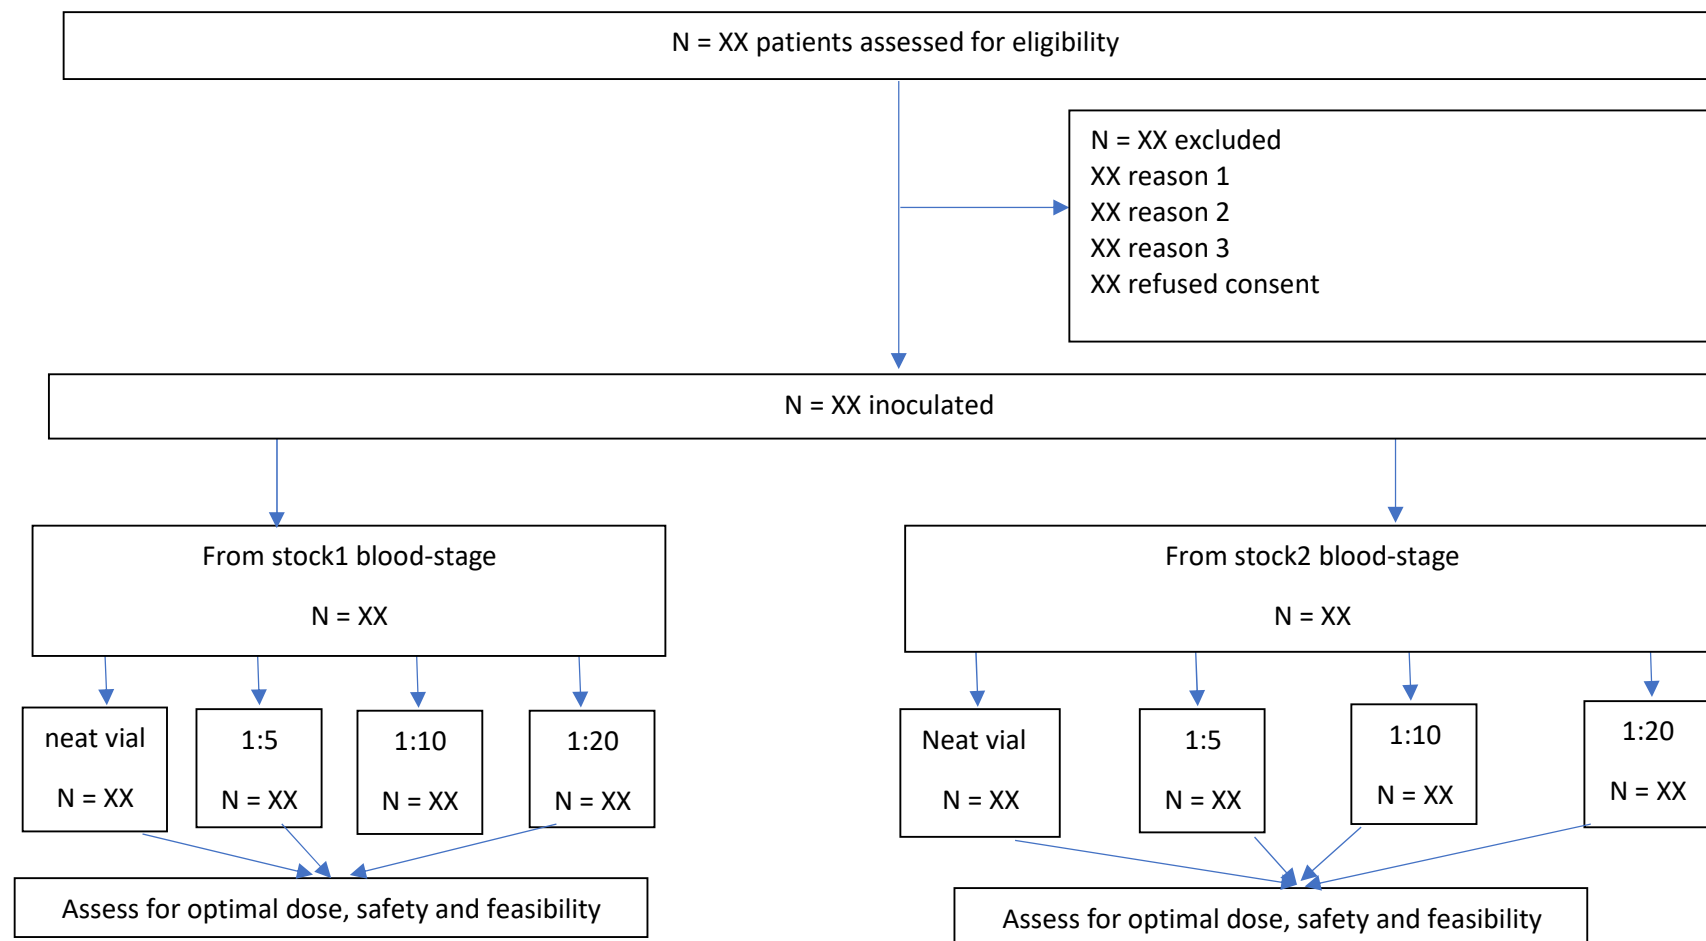 N = XX patients assessed for eligibility
N = XX excluded
XX reason 1
XX reason 2
XX reason 3
XX refused consent
N = XX inoculated
From stock1 blood-stage
N = XX
From stock2 blood-stage
N = XX
neat vial
N = XX
1:5
N = XX
1:10
N = XX
1:20
N = XX
Neat vial
N = XX
1:5
N = XX
1:10
N = XX
1:20
N = XX
Assess for optimal dose, safety and feasibility
Assess for optimal dose, safety and feasibility